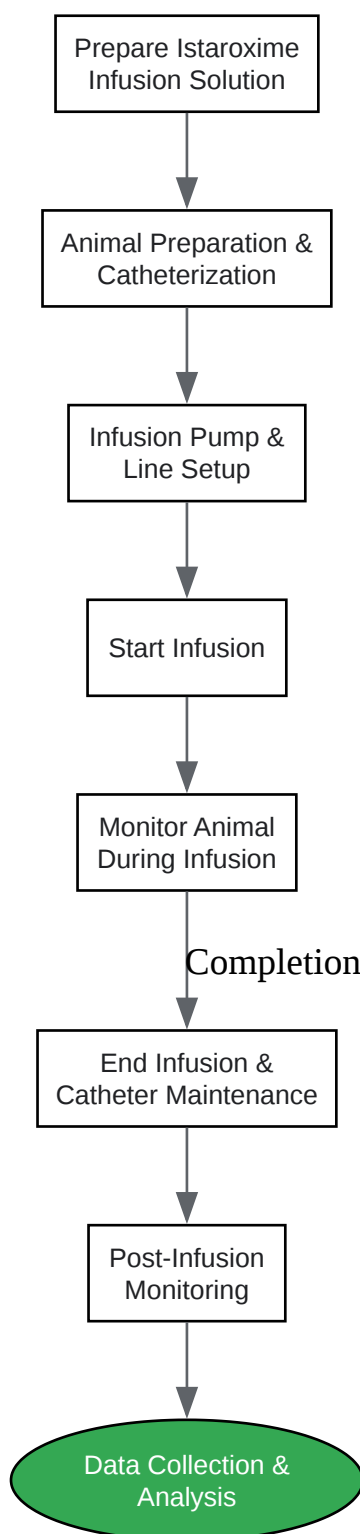 Prepare Istaroxime
Infusion Solution
Animal Preparation &
Catheterization
Infusion Pump &
Line Setup
Start Infusion
Monitor Animal
During Infusion
Completion
End Infusion &
Catheter Maintenance
Post-Infusion
Monitoring
Data Collection &
Analysis